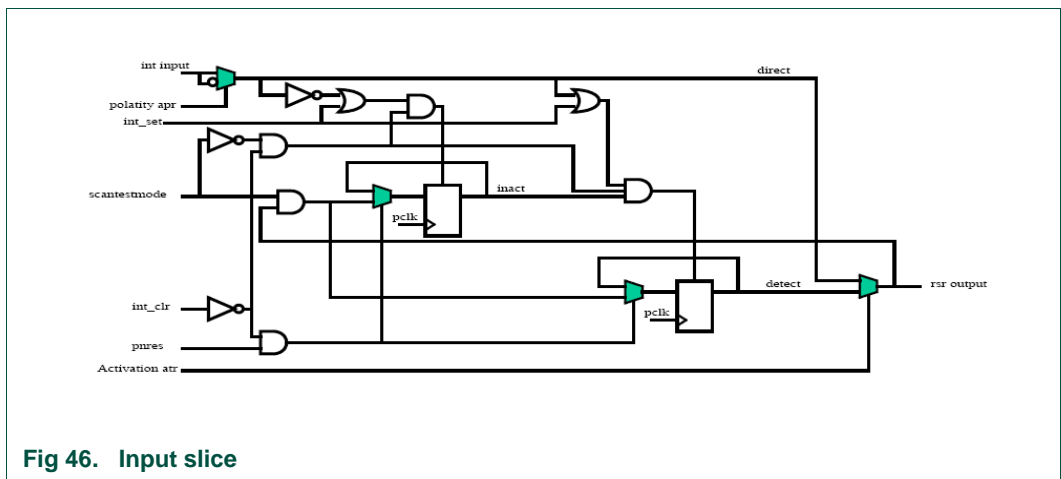 int input
direct
polatity apr
int_set
scantestmode
inact
pclk
int_clr
detect
rsr output
pclk
pnres
Activation atr
Fig 46. Input slice